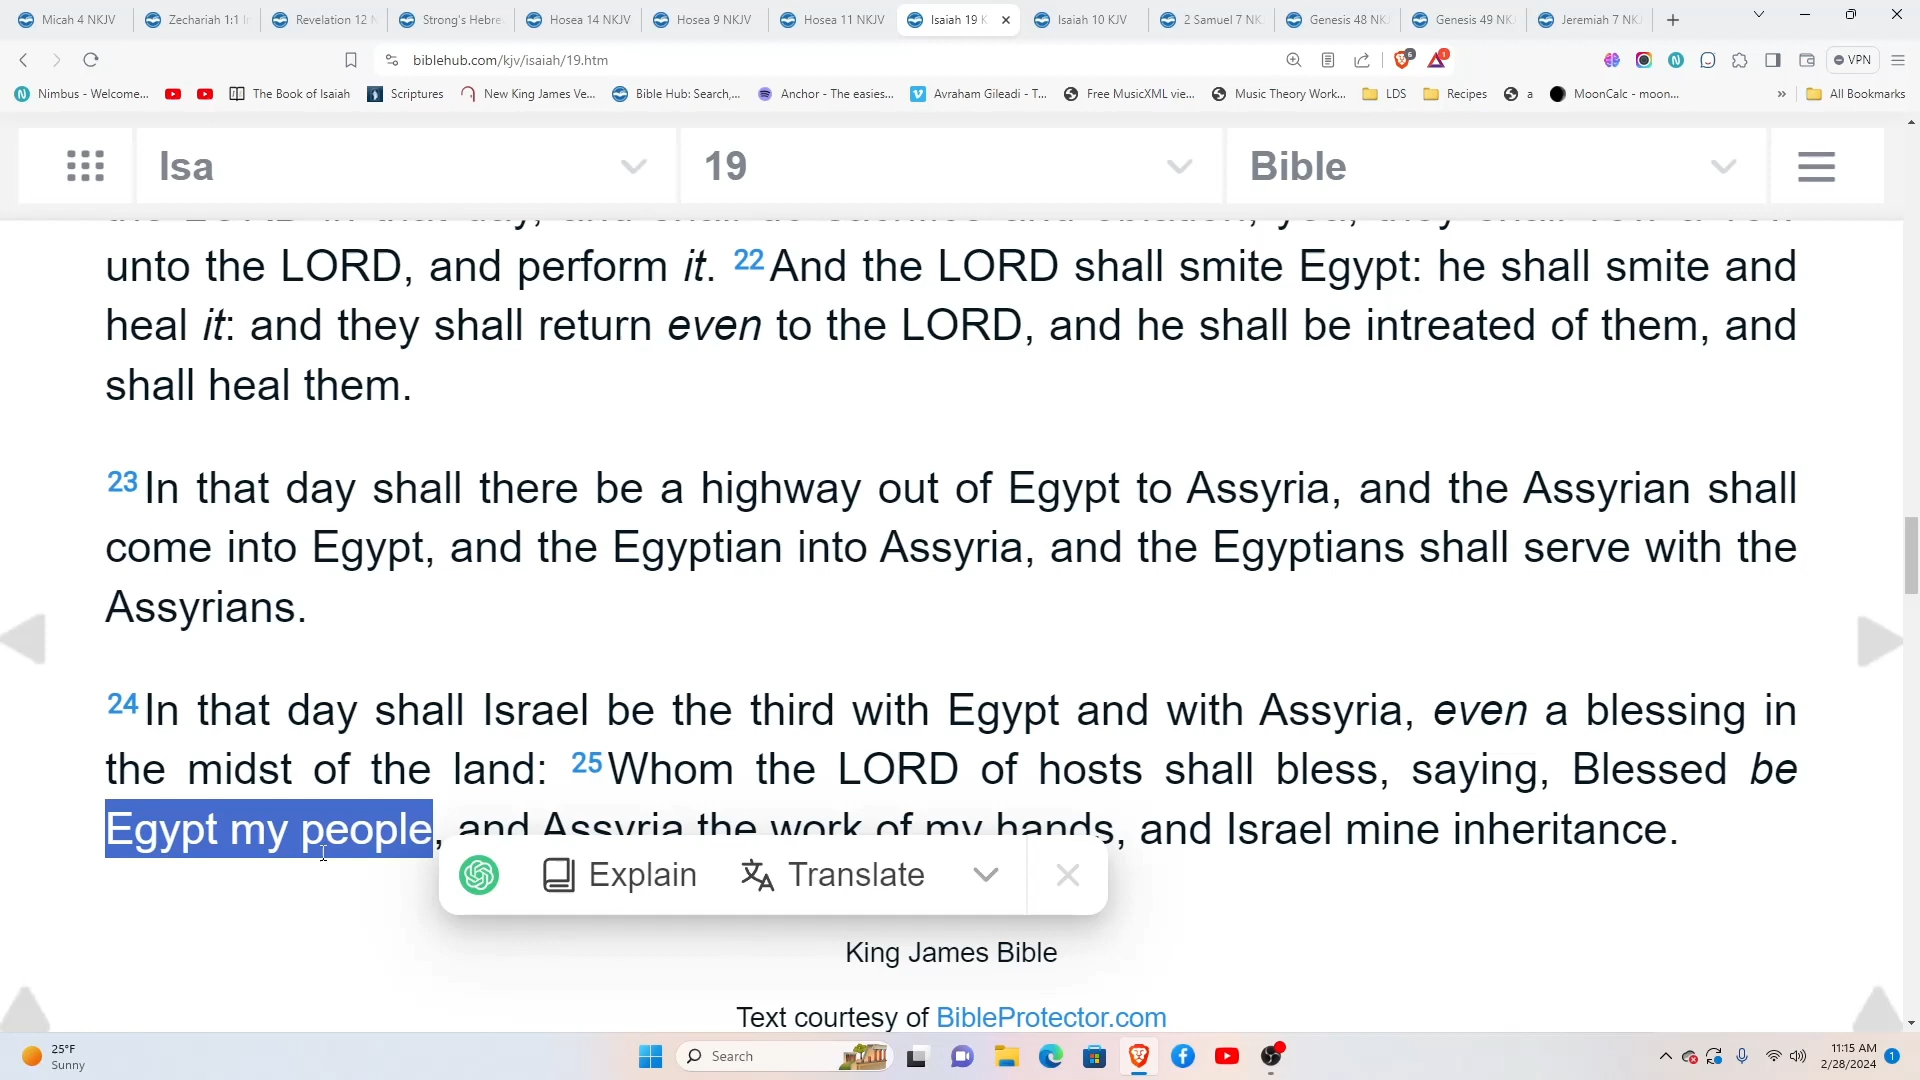 Micah 4 NKJV
Zechariah 1:1 I
Revelation 12 N
Strong's Hebre
Hosea 14 NKJV
Hosea 9 NKJV
Hosea 11 NKJV
Isaiah 19 K
Isaiah 10 KJV
2 Samuel 7 NK
Genesis 48 NK
Genesis 49 NK
Jeremiah 7 NK
biblehub.com/kjv/isaiah/19.htm
6
1
VPN
Nimbus - Welcome...
The Book of Isaiah
Scriptures
New King James Ve...
Bible Hub: Search,...
Anchor - The easies...
Avraham Gileadi - T...
Free MusicXML vie...
Music Theory Work...
LDS
Recipes
a
MoonCalc - moon...
»
All Bookmarks
Isa
19
Bible
unto the LORD, and perform it. 22 And the LORD shall smite Egypt: he shall smite and
heal it: and they shall return even to the LORD, and he shall be intreated of them, and
shall heal them.
23 In that day shall there be a highway out of Egypt to Assyria, and the Assyrian shall
come into Egypt, and the Egyptian into Assyria, and the Egyptians shall serve with the
Assyrians.
24 In that day shall Israel be the third with Egypt and with Assyria, even a blessing in
the midst of the land: 25 Whom the LORD of hosts shall bless, saying, Blessed be
Egypt my people, and Assyria the work of my hands, and Israel mine inheritance.
Explain
Translate
King James Bible
Text courtesy of BibleProtector.com
25°F
Sunny
Search
11:15 AM
2/28/2024
1